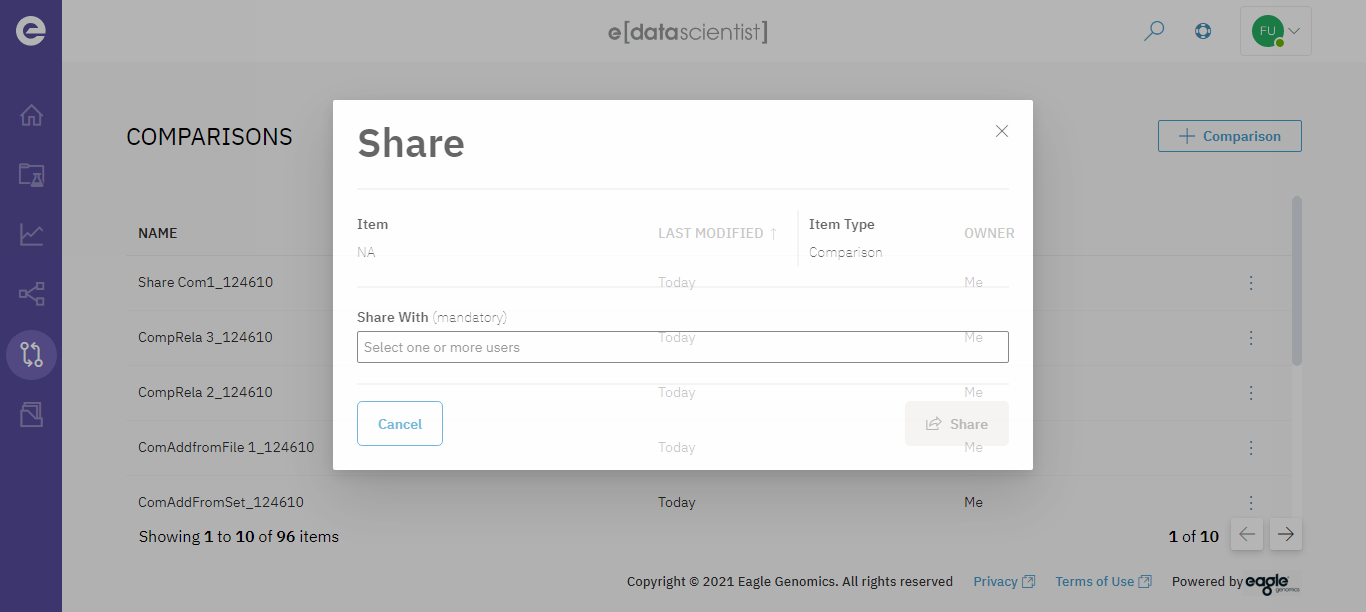 e[datascientist]
FU
COMPARISONS
Comparison
Share
Item
NA
Item Type
Comparison
Share With (mandatory)
Select one or more users
Cancel
Share
NAME
LAST MODIFIED ↑
OWNER
Share Com1_124610
Today
Me
CompRela 3_124610
Today
Me
CompRela 2_124610
Today
Me
ComAddfromFile 1_124610
Today
Me
ComAddFromSet_124610
Today
Me
Showing 1 to 10 of 96 items
1 of 10
Copyright © 2021 Eagle Genomics. All rights reserved
Privacy
Terms of Use
Powered by eagle genomics